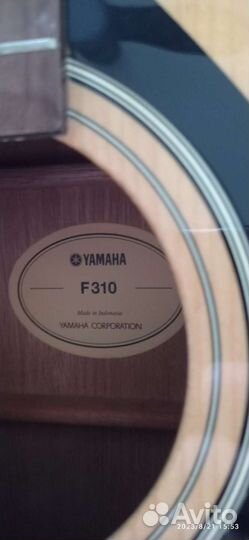 YAMAHA
F310
Made in Indonesia
YAMAHA CORPORATION
Avito
2023/8/21 15:53